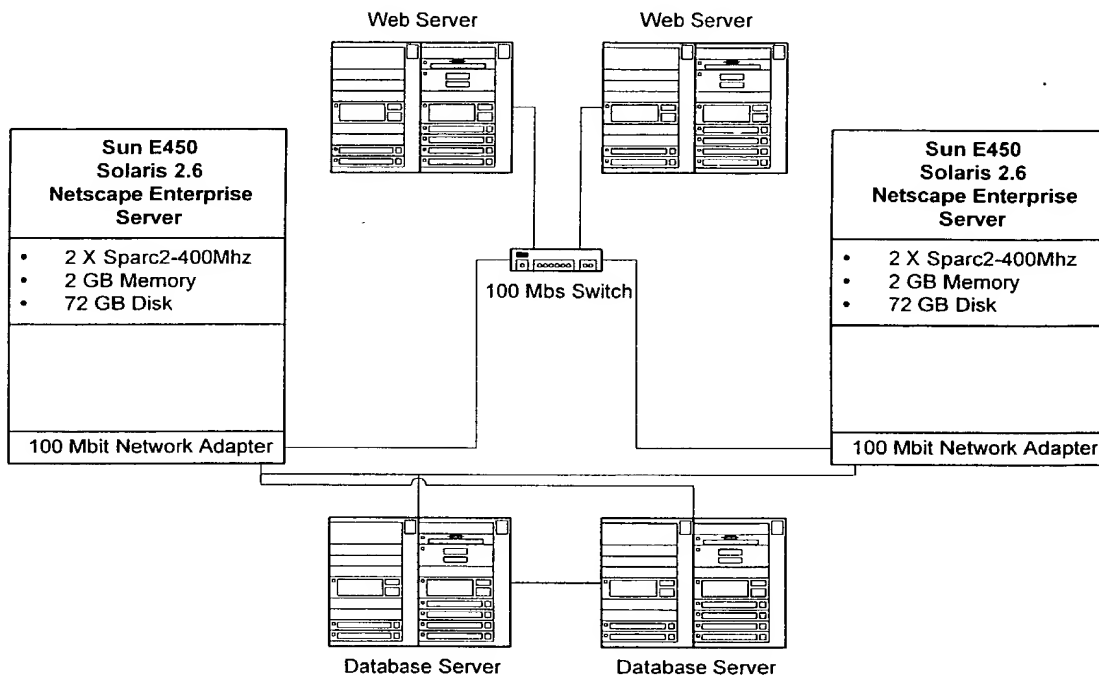 Web Server
Web Server
Sun E450
Solaris 2.6
Netscape Enterprise
Server
• 2 X Sparc2-400Mhz
• 2 GB Memory
• 72 GB Disk
100 Mbit Network Adapter
100 Mbs Switch
Sun E450
Solaris 2.6
Netscape Enterprise
Server
• 2 X Sparc2-400Mhz
• 2 GB Memory
• 72 GB Disk
100 Mbit Network Adapter
Database Server
Database Server